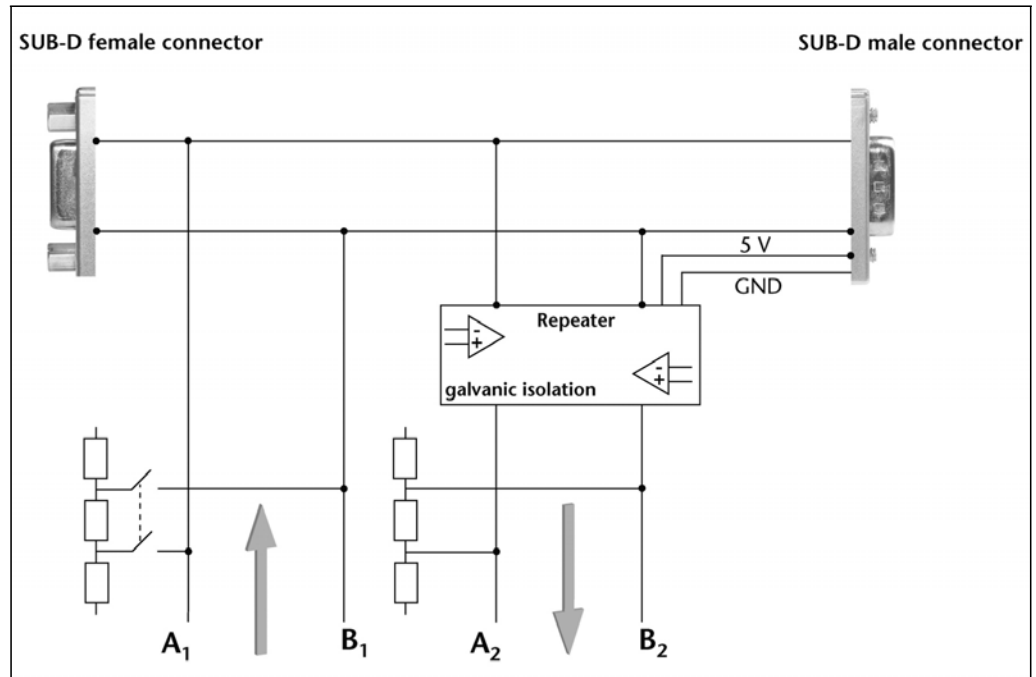 SUB-D female connector
SUB-D male connector
5 V
GND
Repeater
-
+
-
+
galvanic isolation
A₁
B₁
A₂
B₂